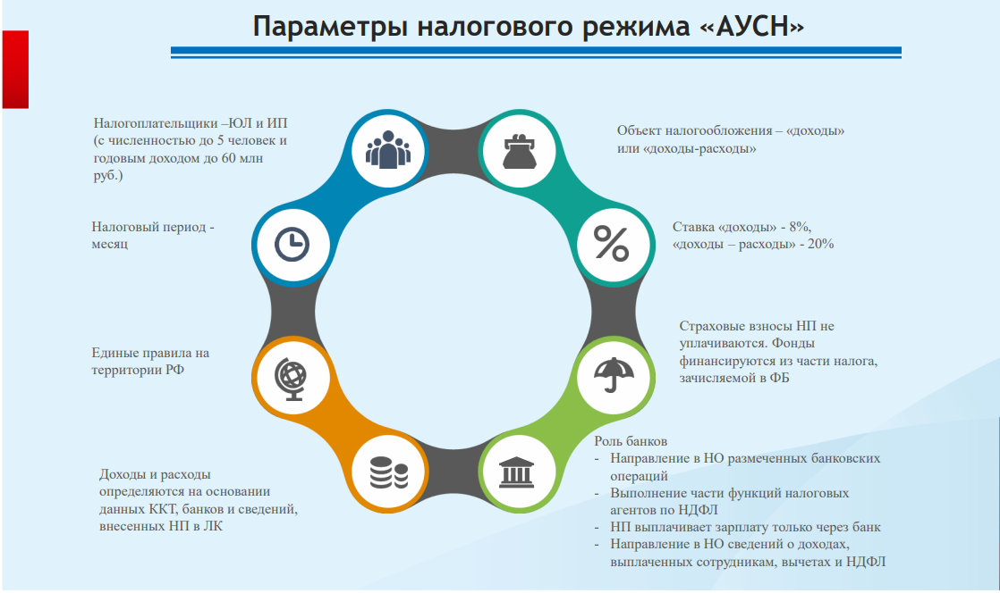 Параметры налогового режима «АУСН»
Налогоплательщики –ЮЛ и ИП
(с численностью до 5 человек и
годовым доходом до 60 млн
руб.)
Объект налогообложения – «доходы»
или «доходы-расходы»
Налоговый период -
месяц
Ставка «доходы» - 8%,
«доходы – расходы» - 20%
Единые правила на
территории РФ
Страховые взносы НП не
уплачиваются. Фонды
финансируются из части налога,
зачисляемой в ФБ
Доходы и расходы
определяются на основании
данных ККТ, банков и сведений,
внесенных НП в ЛК
Роль банков
- Направление в НО размеченных банковских
операций
- Выполнение части функций налоговых
агентов по НДФЛ
- НП выплачивает зарплату только через банк
- Направление в НО сведений о доходах,
выплаченных сотрудникам, вычетах и НДФЛ